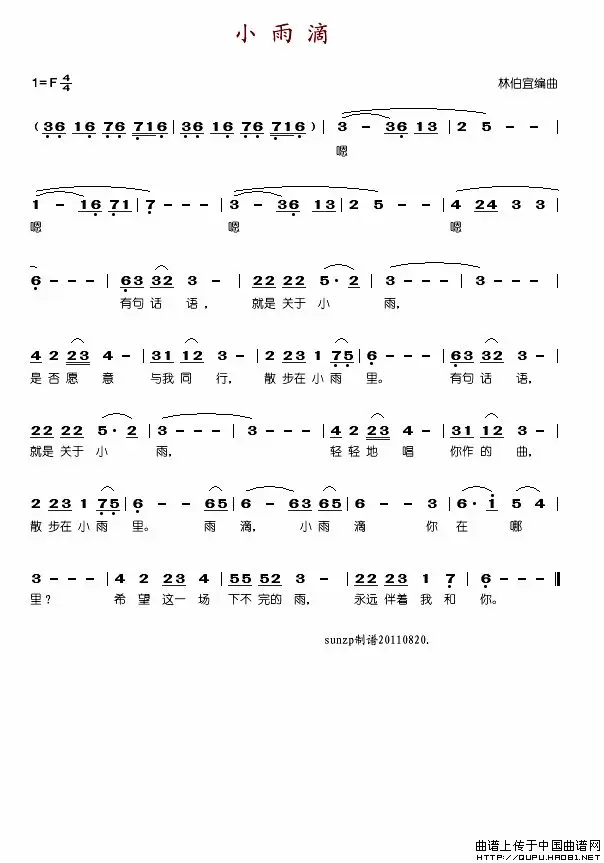 小雨滴
1=F 4/4 林伯宜编曲
( 36 16 76 716 | 36 16 76 716 ) | 3 - 36 13 | 2 5 - - |
嗯
1 - 16 71 | 7 - - - | 3 - 36 13 | 2 5 - - | 4 24 3 3 |
嗯 嗯 嗯
6 - - - | 63 32 3 - | 22 22 5· 2 | 3 - - - | 3 - - - |
有句话语， 就是关于小 雨，
4 2 23 4 - | 31 12 3 - | 2 23 1 75 | 6 - - - | 63 32 3 - |
是否愿 意 与我同行， 散步在小雨里。 有句话语，
22 22 5· 2 | 3 - - - | 3 - - - | 4 2 23 4 - | 31 12 3 - |
就是关于小 雨， 轻轻地 唱 你作的曲，
2 23 1 75 | 6 - - 65 | 6 - 63 65 | 6 - - 3 | 6· i 5 4 |
散步在小雨里。 雨 滴， 小雨滴 你 在 哪
3 - - - | 4 2 23 4 | 55 52 3 - | 22 23 1 7 | 6 - - - ‖
里？ 希望这一场 下不完的雨， 永远伴着我和 你。
sunzp制谱20110820.
曲谱上传于中国曲谱网
HTTP://QUPU.HAO81.NET